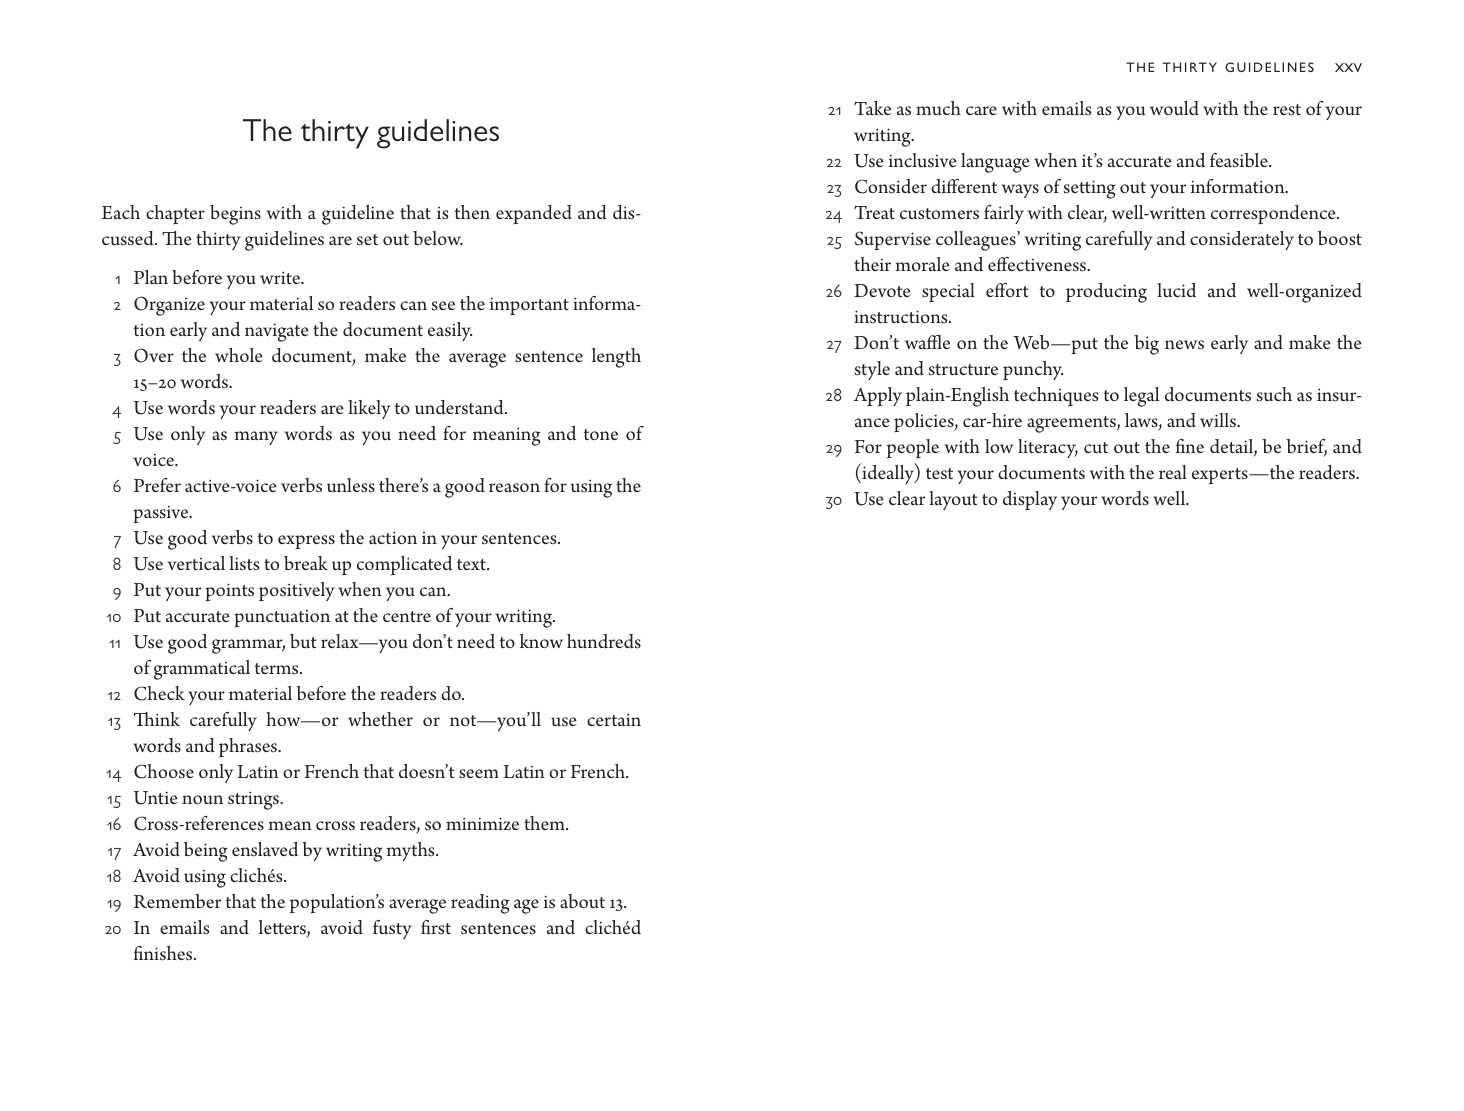 The thirty guidelines
Each chapter begins with a guideline that is then expanded and dis-
cussed. The thirty guidelines are set out below.
1 Plan before you write.
2 Organize your material so readers can see the important informa-
tion early and navigate the document easily.
3 Over the whole document, make the average sentence length
15–20 words.
4 Use words your readers are likely to understand.
5 Use only as many words as you need for meaning and tone of
voice.
6 Prefer active-voice verbs unless there’s a good reason for using the
passive.
7 Use good verbs to express the action in your sentences.
8 Use vertical lists to break up complicated text.
9 Put your points positively when you can.
10 Put accurate punctuation at the centre of your writing.
11 Use good grammar, but relax—you don’t need to know hundreds
of grammatical terms.
12 Check your material before the readers do.
13 Think carefully how—or whether or not—you’ll use certain
words and phrases.
14 Choose only Latin or French that doesn’t seem Latin or French.
15 Untie noun strings.
16 Cross-references mean cross readers, so minimize them.
17 Avoid being enslaved by writing myths.
18 Avoid using clichés.
19 Remember that the population’s average reading age is about 13.
20 In emails and letters, avoid fusty first sentences and clichéd
finishes.
THE THIRTY GUIDELINES XXV
21 Take as much care with emails as you would with the rest of your
writing.
22 Use inclusive language when it’s accurate and feasible.
23 Consider different ways of setting out your information.
24 Treat customers fairly with clear, well-written correspondence.
25 Supervise colleagues’ writing carefully and considerately to boost
their morale and effectiveness.
26 Devote special effort to producing lucid and well-organized
instructions.
27 Don’t waffle on the Web—put the big news early and make the
style and structure punchy.
28 Apply plain-English techniques to legal documents such as insur-
ance policies, car-hire agreements, laws, and wills.
29 For people with low literacy, cut out the fine detail, be brief, and
(ideally) test your documents with the real experts—the readers.
30 Use clear layout to display your words well.